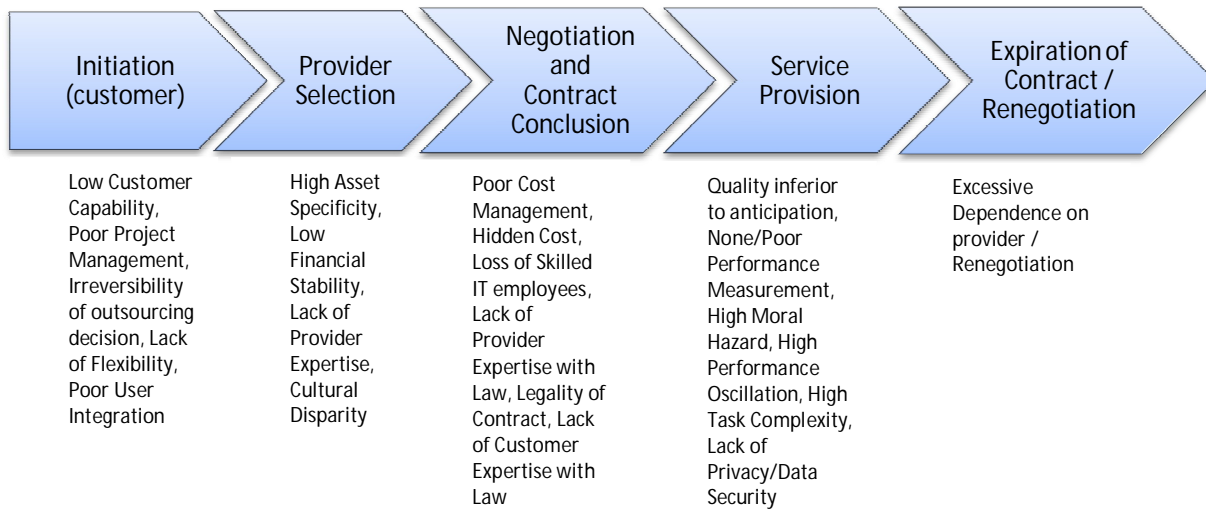 Initiation
(customer)
Provider
Selection
Negotiation
and
Contract
Conclusion
Service
Provision
Expiration of
Contract /
Renegotiation
Low Customer
Capability,
Poor Project
Management,
Irreversibility
of outsourcing
decision, Lack
of Flexibility,
Poor User
Integration
High Asset
Specificity,
Low
Financial
Stability,
Lack of
Provider
Expertise,
Cultural
Disparity
Poor Cost
Management,
Hidden Cost,
Loss of Skilled
IT employees,
Lack of
Provider
Expertise with
Law, Legality of
Contract, Lack
of Customer
Expertise with
Law
Quality inferior
to anticipation,
None/Poor
Performance
Measurement,
High Moral
Hazard, High
Performance
Oscillation, High
Task Complexity,
Lack of
Privacy/Data
Security
Excessive
Dependence on
provider /
Renegotiation